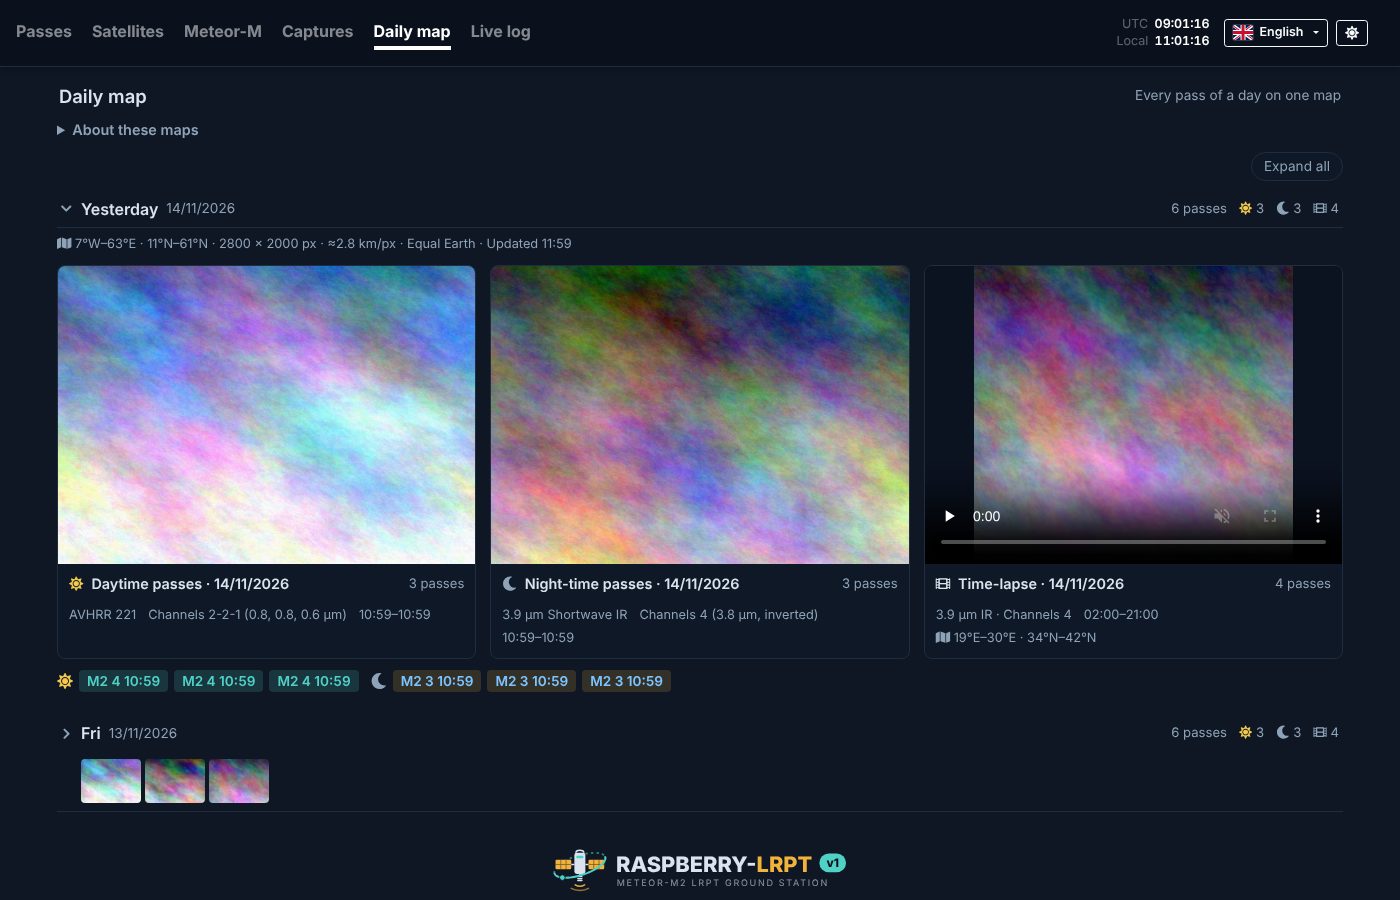 Passes Satellites Meteor-M Captures Daily map Live log
UTC 09:01:16
Local 11:01:16
English
Daily map
Every pass of a day on one map
About these maps
Expand all
Yesterday 14/11/2026
6 passes 3 3 4
7°W–63°E · 11°N–61°N · 2800 × 2000 px · ≈2.8 km/px · Equal Earth · Updated 11:59
0:00
Daytime passes · 14/11/2026 3 passes
AVHRR 221 Channels 2-2-1 (0.8, 0.8, 0.6 µm) 10:59–10:59
Night-time passes · 14/11/2026 3 passes
3.9 µm Shortwave IR Channels 4 (3.8 µm, inverted)
10:59–10:59
Time-lapse · 14/11/2026 4 passes
3.9 µm IR · Channels 4 02:00–21:00
19°E–30°E · 34°N–42°N
M2 4 10:59 M2 4 10:59 M2 4 10:59 M2 3 10:59 M2 3 10:59 M2 3 10:59
Fri 13/11/2026
6 passes 3 3 4
RASPBERRY-LRPT v1
METEOR-M2 LRPT GROUND STATION